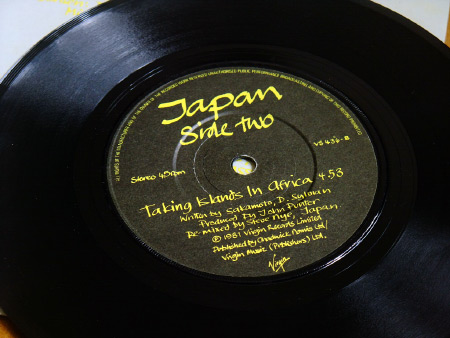 Japan
Side two
VS 436-B
Stereo 45rpm
Taking Islands In Africa 4.53
Written by Sakamoto, D. Sylvian
Produced by John Punter
Re-mixed by Steve Nye, Japan.
℗ 1981 Virgin Records Limited
Published by Chadwick Nomis Ltd/
Virgin Music (Publishers) Ltd.
Virgin